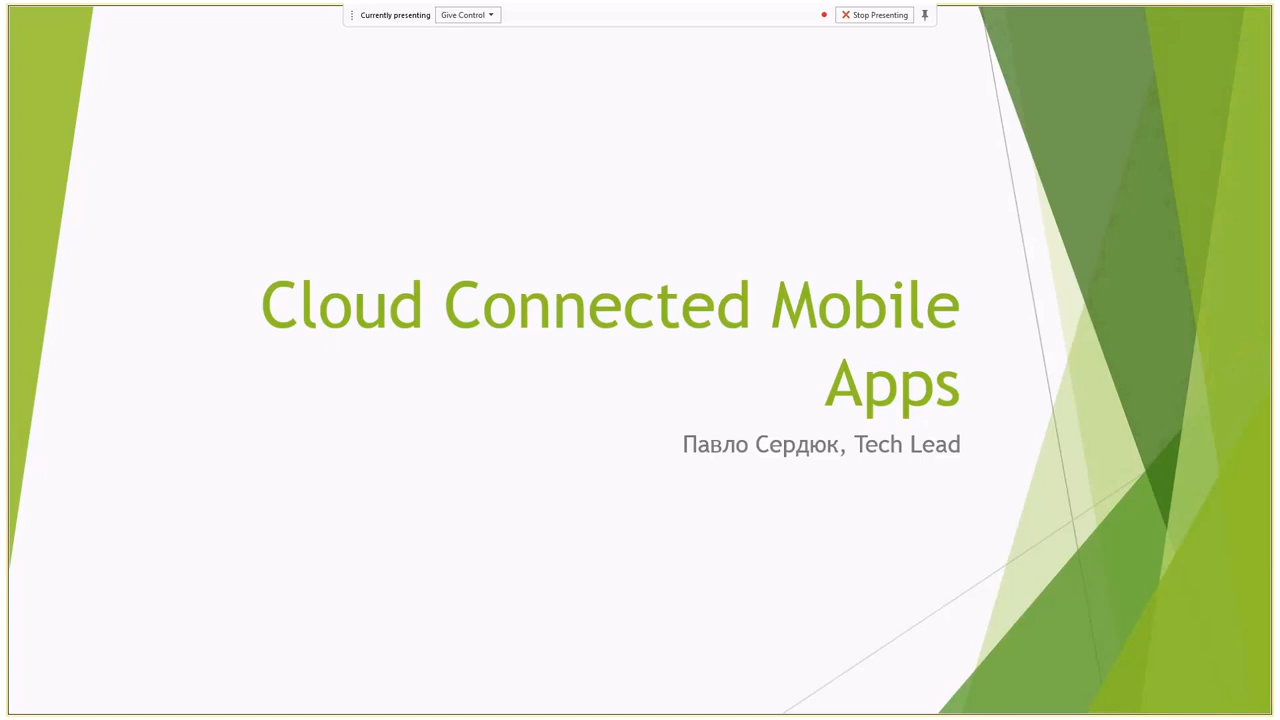 Currently presenting Give Control Stop Presenting
Cloud Connected Mobile
Apps
Павло Сердюк, Tech Lead